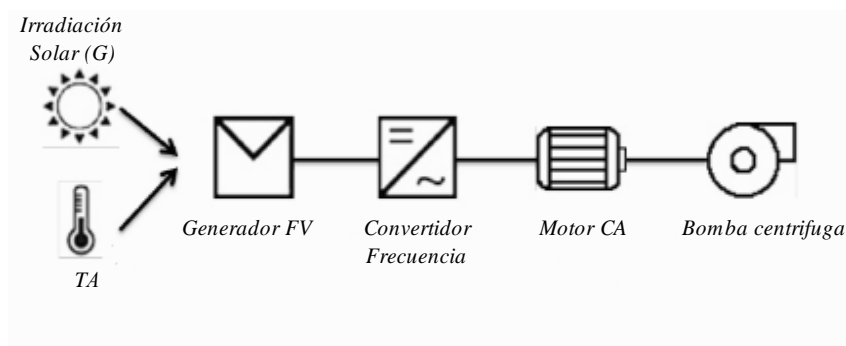 Irradiación
Solar (G)
TA
Generador FV
Convertidor
Frecuencia
Motor CA
Bomba centrifuga